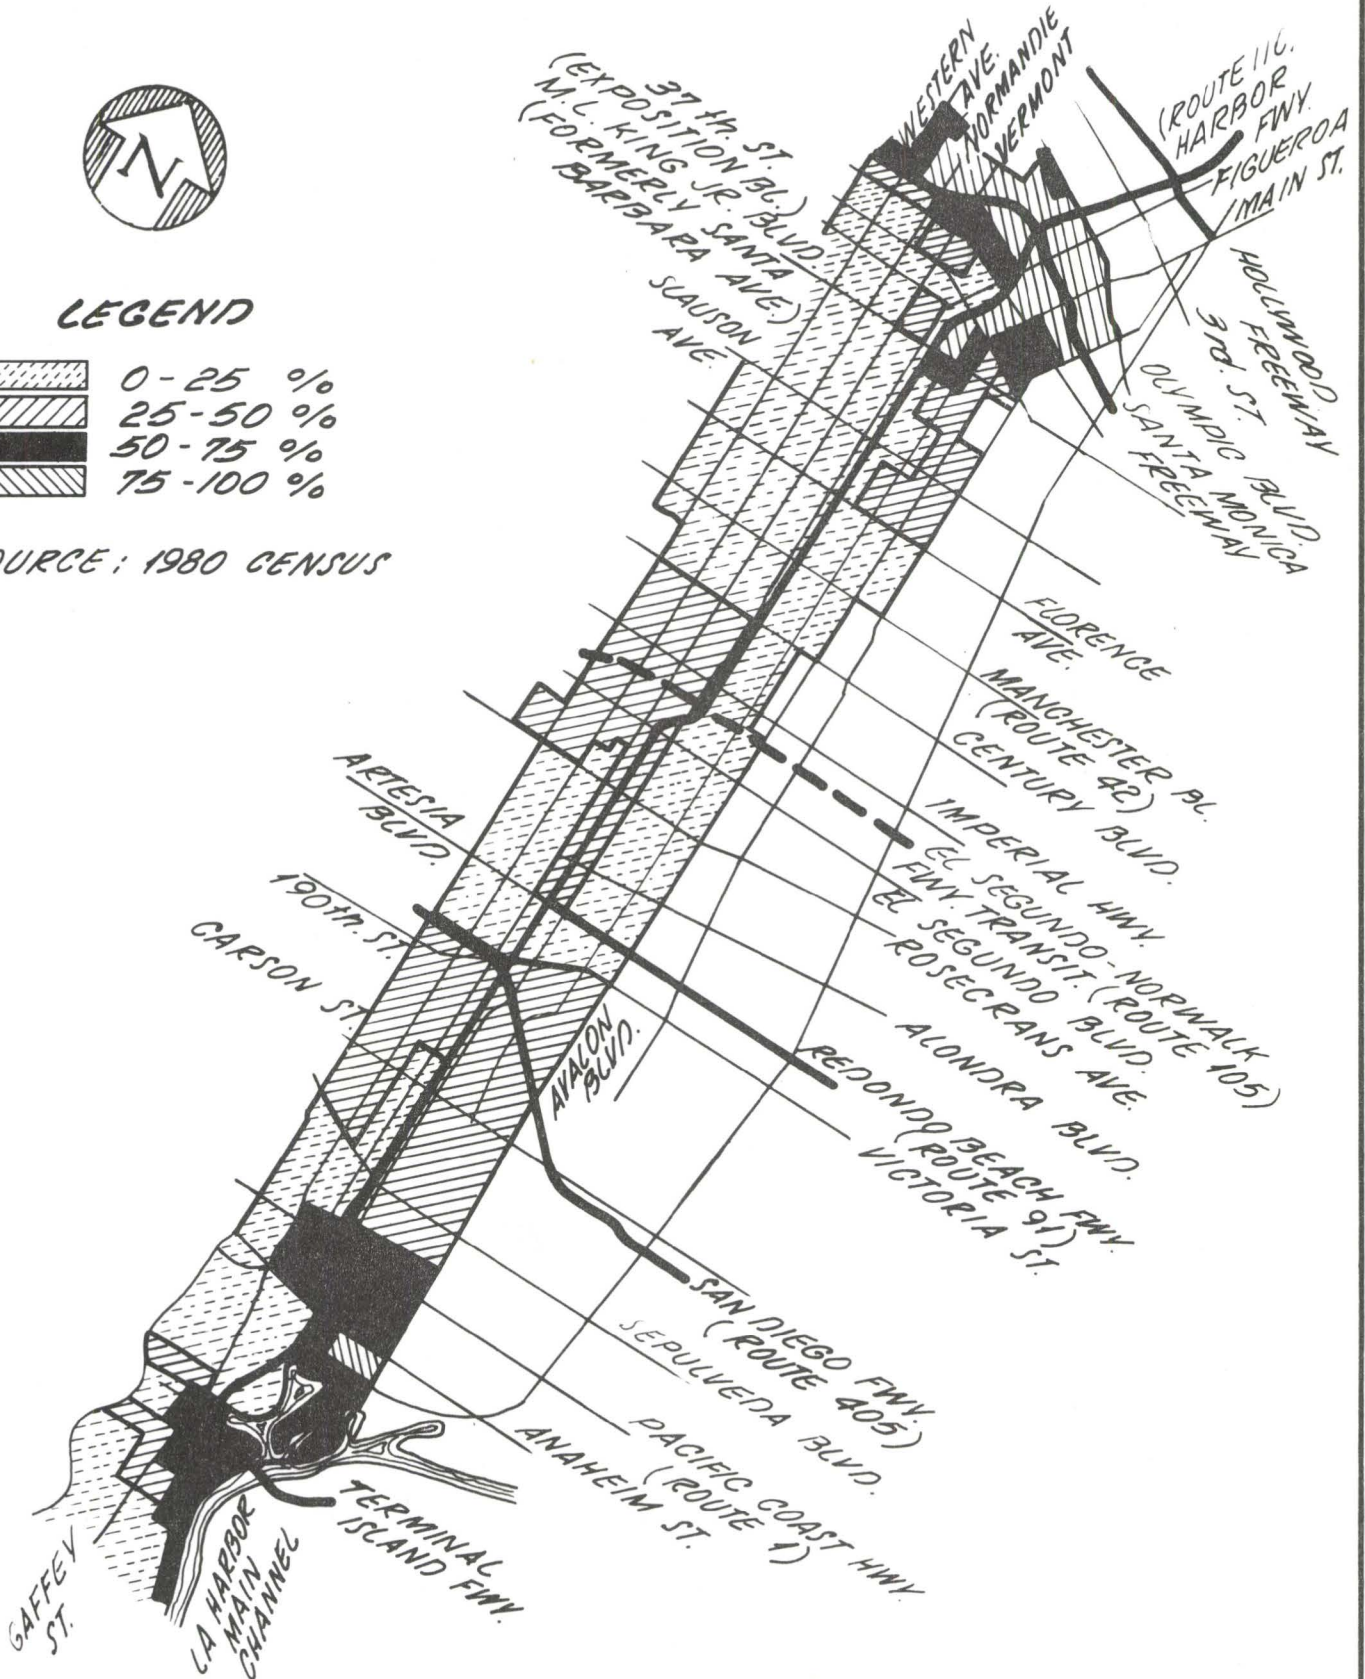 N
LEGEND
0-25 %
25-50 %
50-75 %
75-100 %
OURCE: 1980 CENSUS
37th. ST.
(EXPOSITION BL.)
M.L. KING JR. BLVD.
(FORMERLY SANTA
BARBARA AVE.)
SLAUSON
AVE
WESTERN
AVE.
NORMANDIE
VERMONT
(ROUTE 110.
HARBOR
FWY.
FIGUEROA
MAIN ST.
HOLLYWOOD
FREEWAY
3rd. ST.
OLYMPIC BLVD.
SANTA MONICA
FREEWAY
FLORENCE
AVE.
MANCHESTER BL.
(ROUTE 42)
CENTURY BLVD.
IMPERIAL HWY.
EL SEGUNDO-NORWALK
FWY. TRANSIT. (ROUTE 105)
EL SEGUNDO BLVD.
ROSECRANS AVE.
ALONDRA BLVD.
REDONDO BEACH FWY.
(ROUTE 91)
VICTORIA ST.
ARTESIA
BLVD.
190th. ST.
CARSON ST.
AVALON
BLVD.
SAN DIEGO FWY.
(ROUTE 405)
SEPULVEDA BLVD.
PACIFIC COAST HWY.
(ROUTE 1)
ANAHEIM ST.
TERMINAL
ISLAND FWY.
LA HARBOR
MAIN
CHANNEL
GAFFEY
ST.